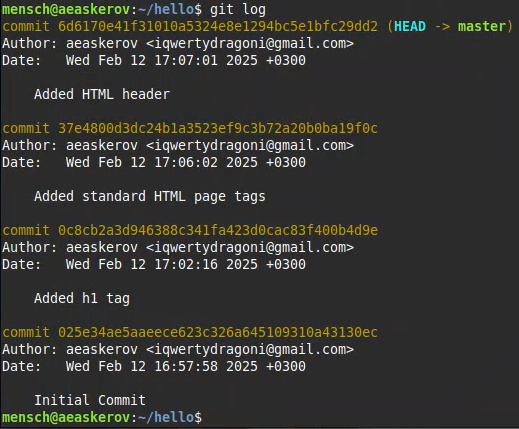 mensch@aeaskerov:~/hello$ git log
commit 6d6170e41f31010a5324e8e1294bc5e1bfc29dd2 (HEAD -> master)
Author: aeaskerov <iqwertydragoni@gmail.com>
Date:   Wed Feb 12 17:07:01 2025 +0300
    Added HTML header
commit 37e4800d3dc24b1a3523ef9c3b72a20b0ba19f0c
Author: aeaskerov <iqwertydragoni@gmail.com>
Date:   Wed Feb 12 17:06:02 2025 +0300
    Added standard HTML page tags
commit 0c8cb2a3d946388c341fa423d0cac83f400b4d9e
Author: aeaskerov <iqwertydragoni@gmail.com>
Date:   Wed Feb 12 17:02:16 2025 +0300
    Added h1 tag
commit 025e34ae5aaeece623c326a645109310a43130ec
Author: aeaskerov <iqwertydragoni@gmail.com>
Date:   Wed Feb 12 16:57:58 2025 +0300
    Initial Commit
mensch@aeaskerov:~/hello$